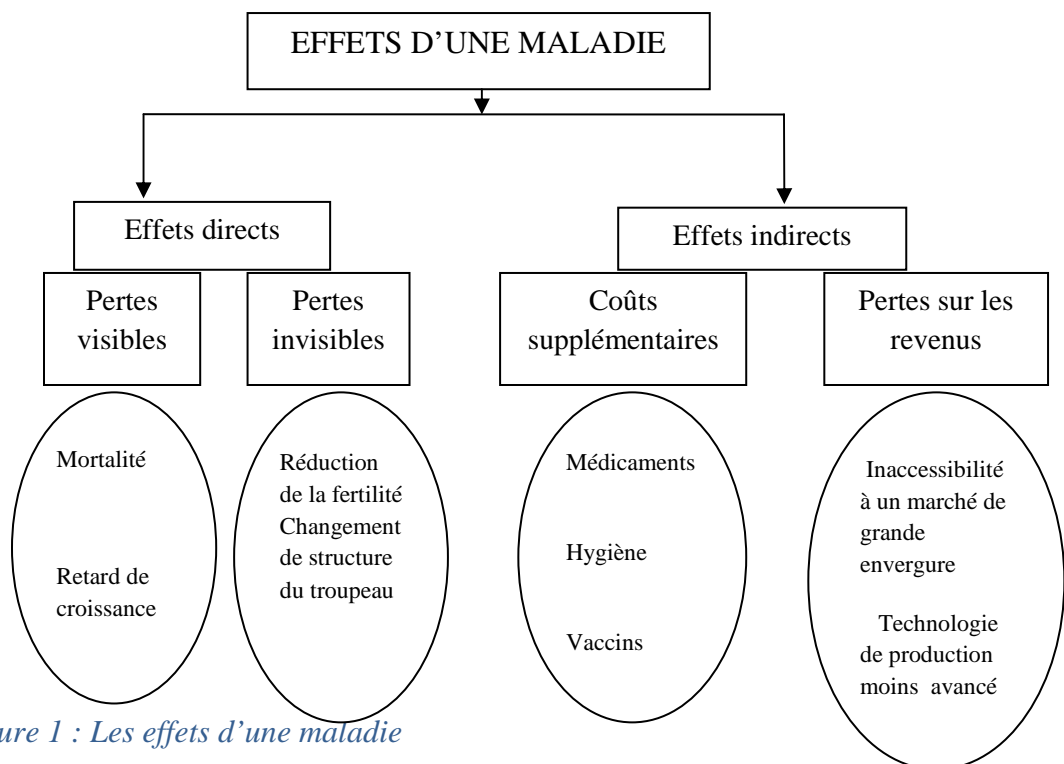 EFFETS D’UNE MALADIE
Effets directs
Effets indirects
Pertes
visibles
Pertes
invisibles
Coûts
supplémentaires
Pertes sur les
revenus
Mortalité
Retard de
croissance
Réduction
de la fertilité
Changement
de structure
du troupeau
Médicaments
Hygiène
Vaccins
Inaccessibilité
à un marché de
grande
envergure
Technologie
de production
moins avancé
ure 1 : Les effets d’une maladie